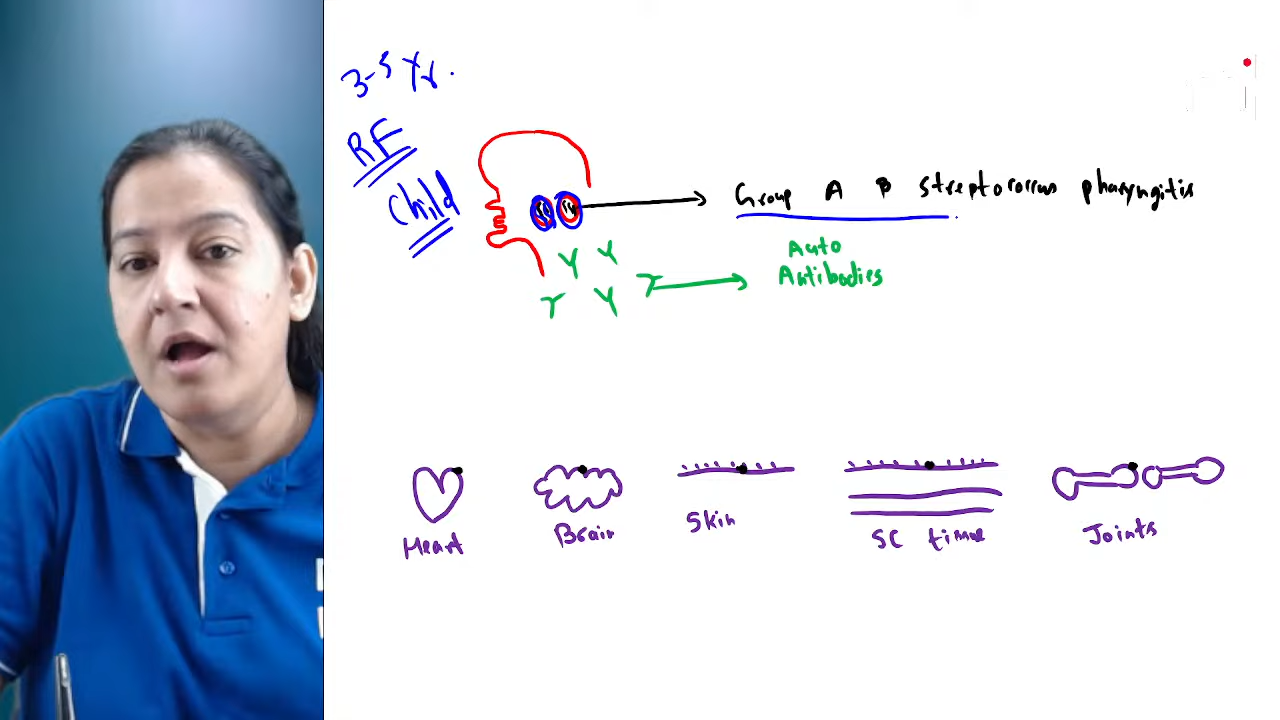 3-5 Yr.
RF
Child
Group A B streptococcus pharyngitis
Auto
Antibodies
Heart
Brain
Skin
SC tissue
Joints